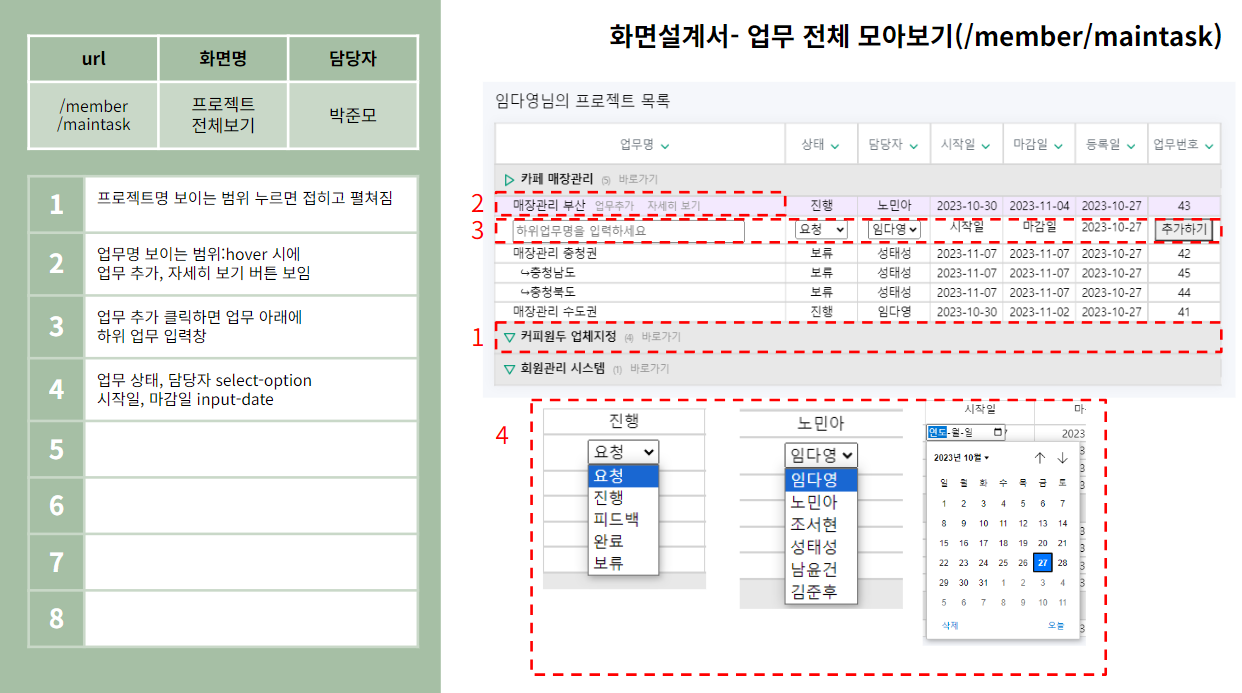 화면설계서- 업무 전체 모아보기(/member/maintask)
url 화면명 담당자
/member
/maintask
프로젝트
전체보기
박준모
1 프로젝트명 보이는 범위 누르면 접히고 펼쳐짐
2 업무명 보이는 범위:hover 시에
업무 추가, 자세히 보기 버튼 보임
3 업무 추가 클릭하면 업무 아래에
하위 업무 입력창
4 업무 상태, 담당자 select-option
시작일, 마감일 input-date
5
6
7
8
임다영님의 프로젝트 목록
업무명 상태 담당자 시작일 마감일 등록일 업무번호
카페 매장관리 (5) 바로가기
2 매장관리 부산 업무추가 자세히 보기 진행 노민아 2023-10-30 2023-11-04 2023-10-27 43
3 하위업무명을 입력하세요 요청 임다영 시작일 마감일 2023-10-27 추가하기
매장관리 충청권 보류 성태성 2023-11-07 2023-11-07 2023-10-27 42
↪충청남도 보류 성태성 2023-11-07 2023-11-07 2023-10-27 45
↪충청북도 보류 성태성 2023-11-07 2023-11-07 2023-10-27 44
매장관리 수도권 진행 임다영 2023-10-30 2023-11-02 2023-10-27 41
1 커피원두 업체지정 (4) 바로가기
회원관리 시스템 (1) 바로가기
4
진행
요청
요청
진행
피드백
완료
보류
노민아
임다영
임다영
노민아
조서현
성태성
남윤건
김준후
시작일 마
연도-월-일 2023
2023년 10월
일 월 화 수 목 금 토
1 2 3 4 5 6 7
8 9 10 11 12 13 14
15 16 17 18 19 20 21
22 23 24 25 26 27 28
29 30 31 1 2 3 4
5 6 7 8 9 10 11
삭제 오늘